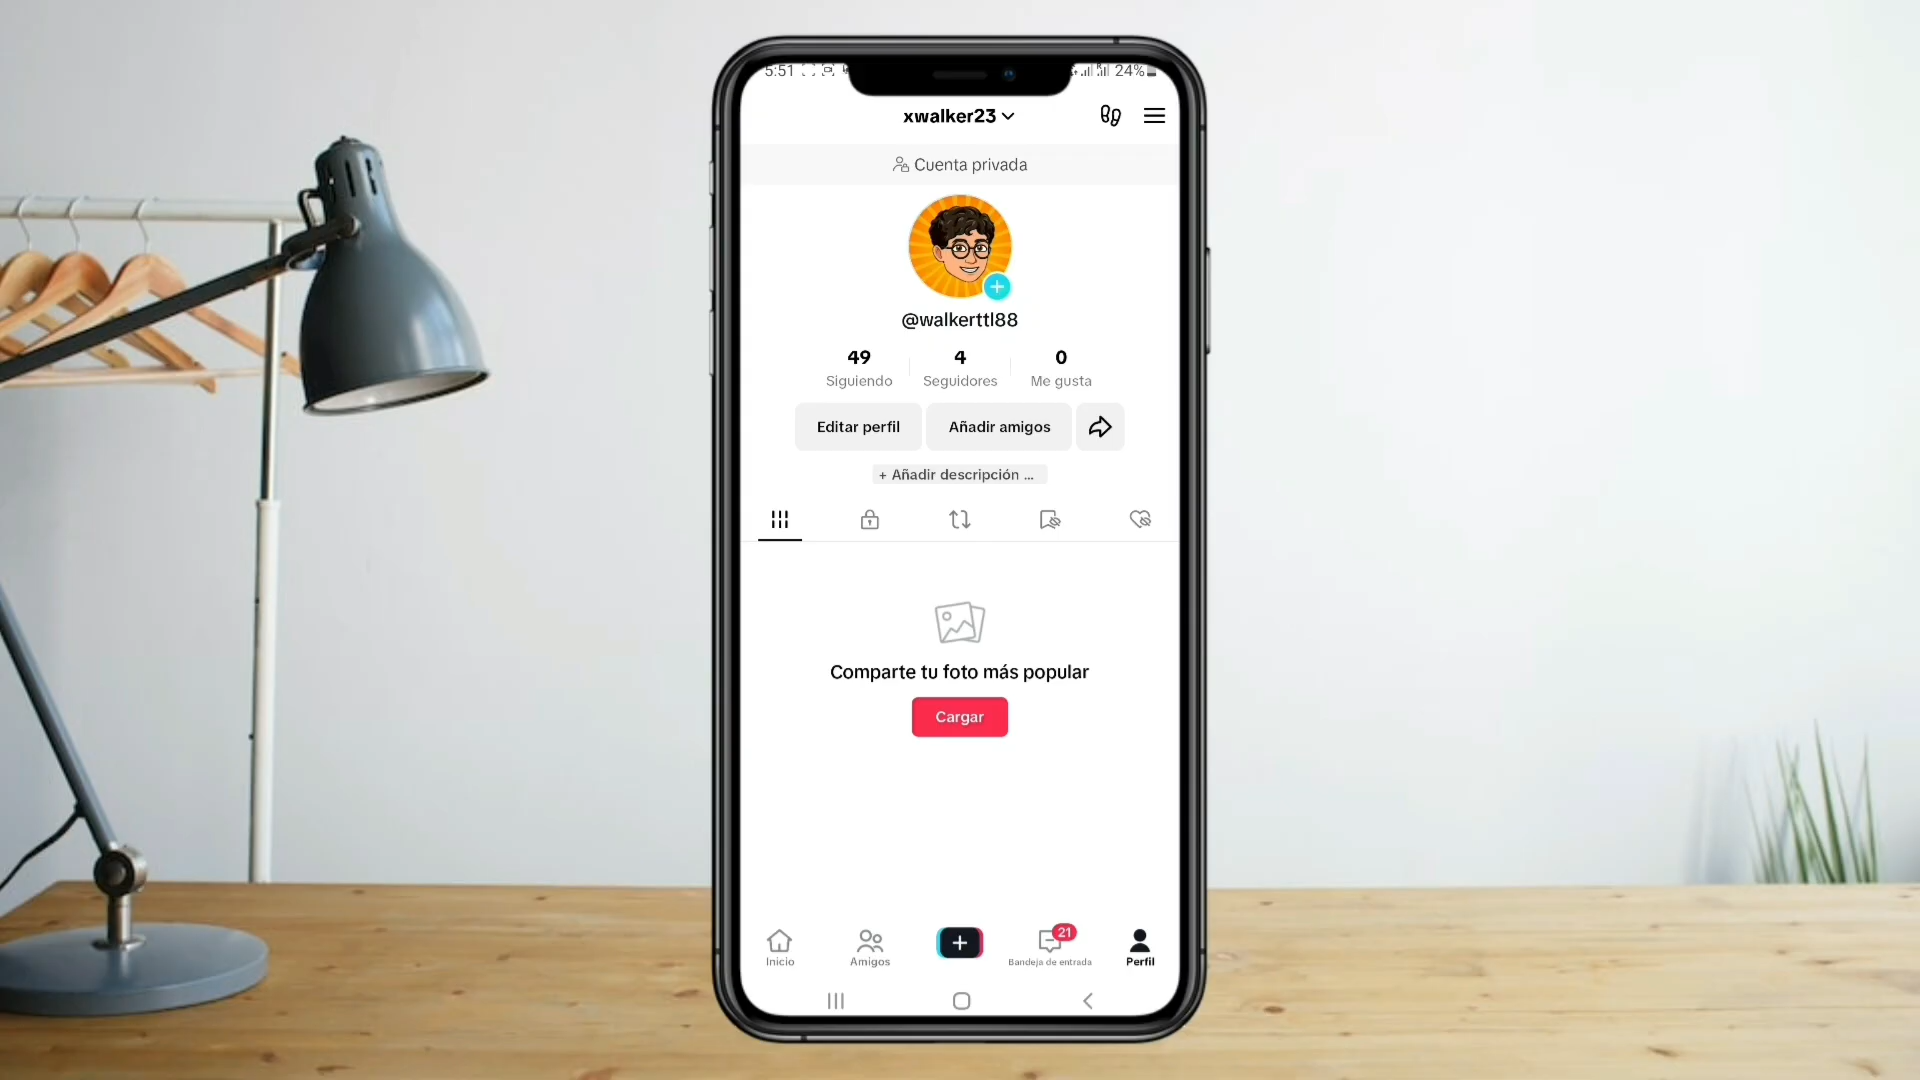 5:51
24%
xwalker23
Cuenta privada
@walkerttl88
49 4 0
Siguiendo Seguidores Me gusta
Editar perfil Añadir amigos
+ Añadir descripción ...
Comparte tu foto más popular
Cargar
21
Inicio Amigos Bandeja de entrada Perfil